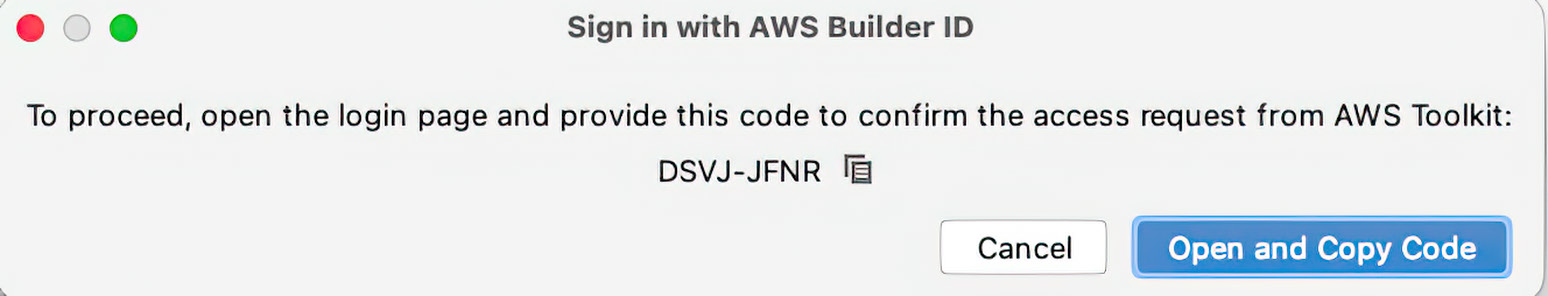 Sign in with AWS Builder ID
To proceed, open the login page and provide this code to confirm the access request from AWS Toolkit:
DSVJ-JFNR
Cancel
Open and Copy Code